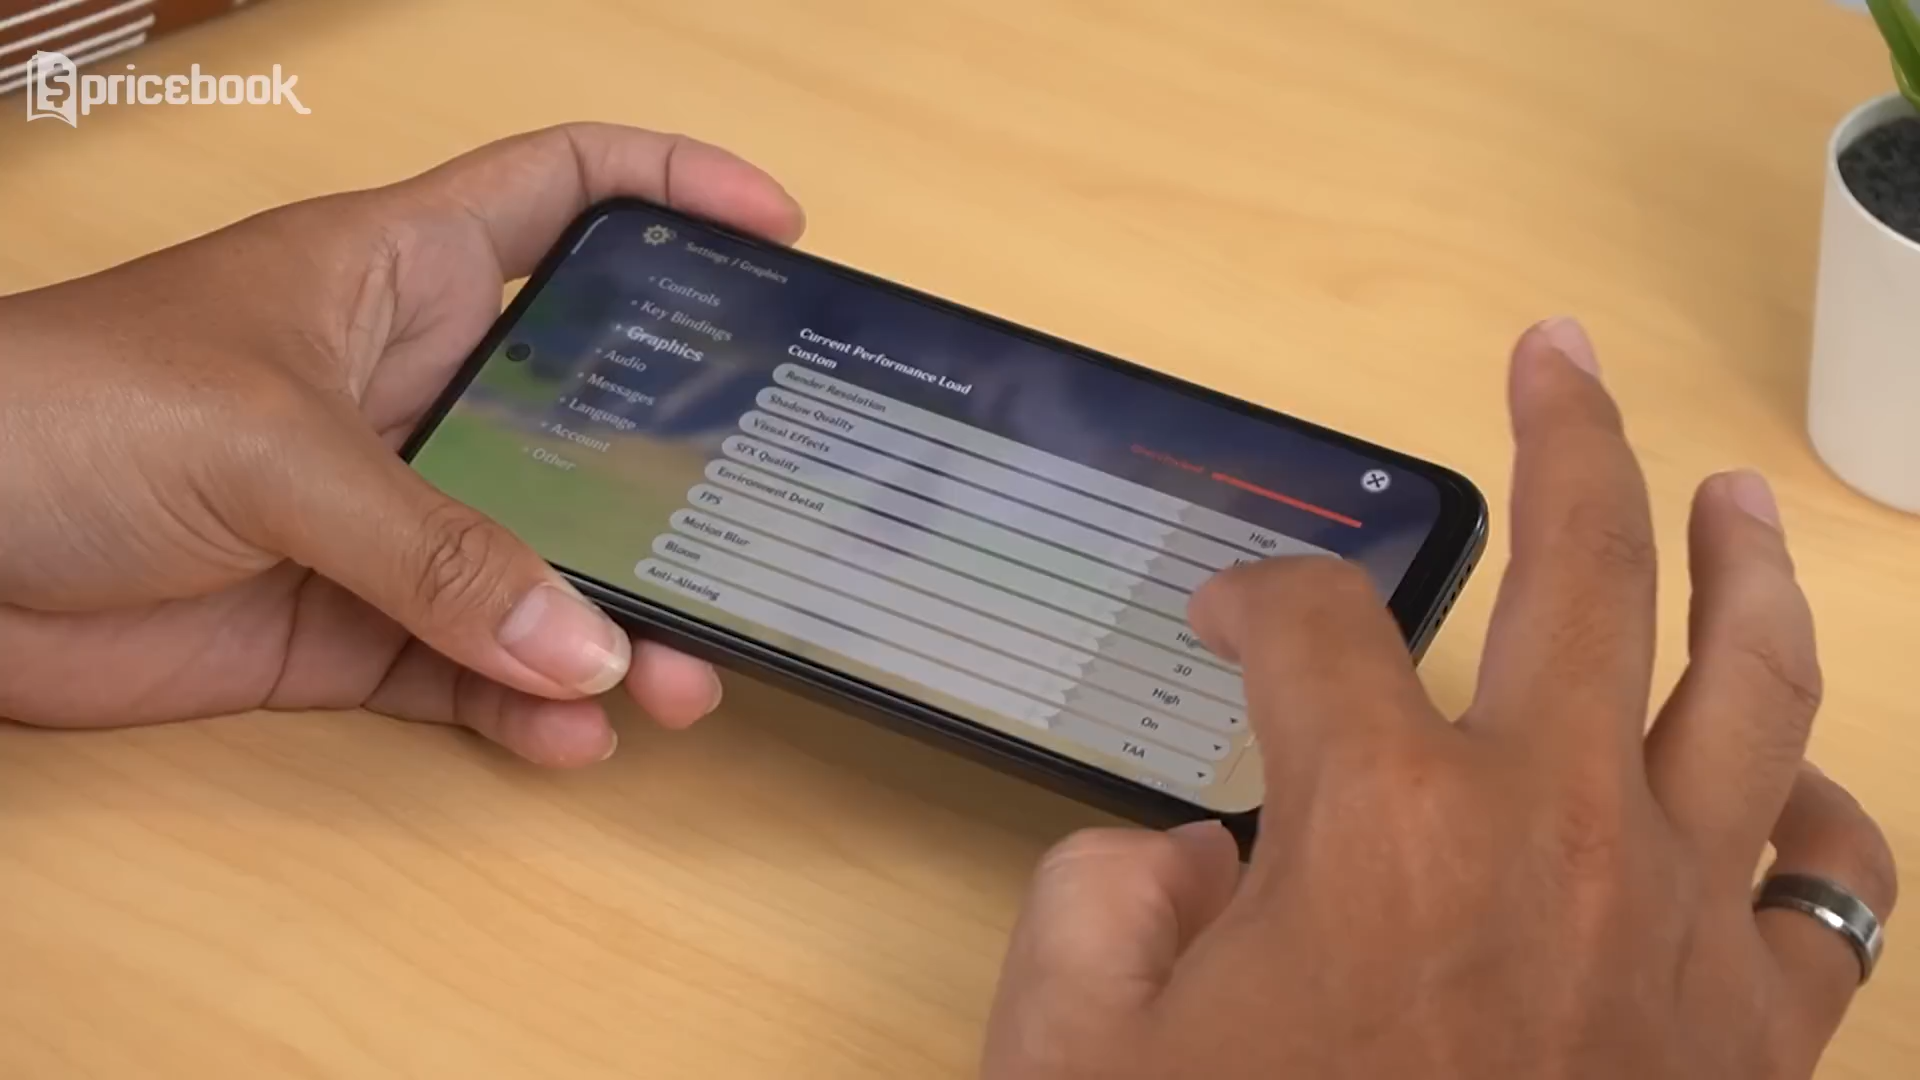 pricebook
Settings / Graphics
Controls
Key Bindings
Graphics
Audio
Messages
Language
Account
Other
Current Performance Load
Custom
Render Resolution
High
Shadow Quality
Visual Effects
SFX Quality
Environment Detail
High
FPS
30
Motion Blur
High
Bloom
On
Anti-Aliasing
TAA